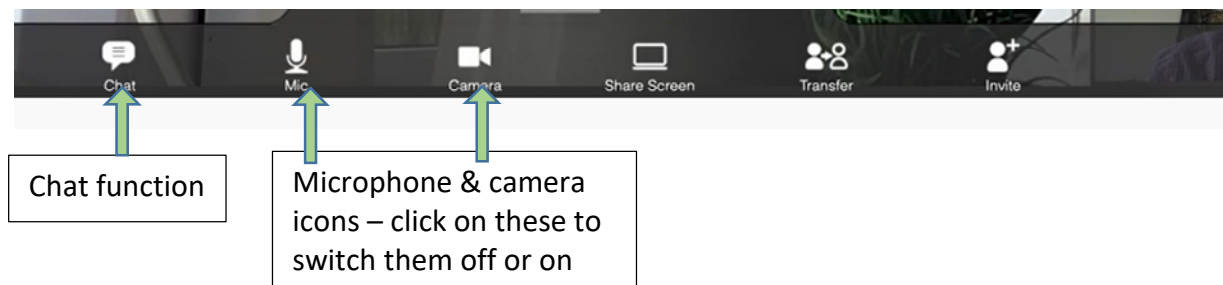 Chat Mic Camera Share Screen Transfer Invite
Chat function
Microphone & camera
icons – click on these to
switch them off or on